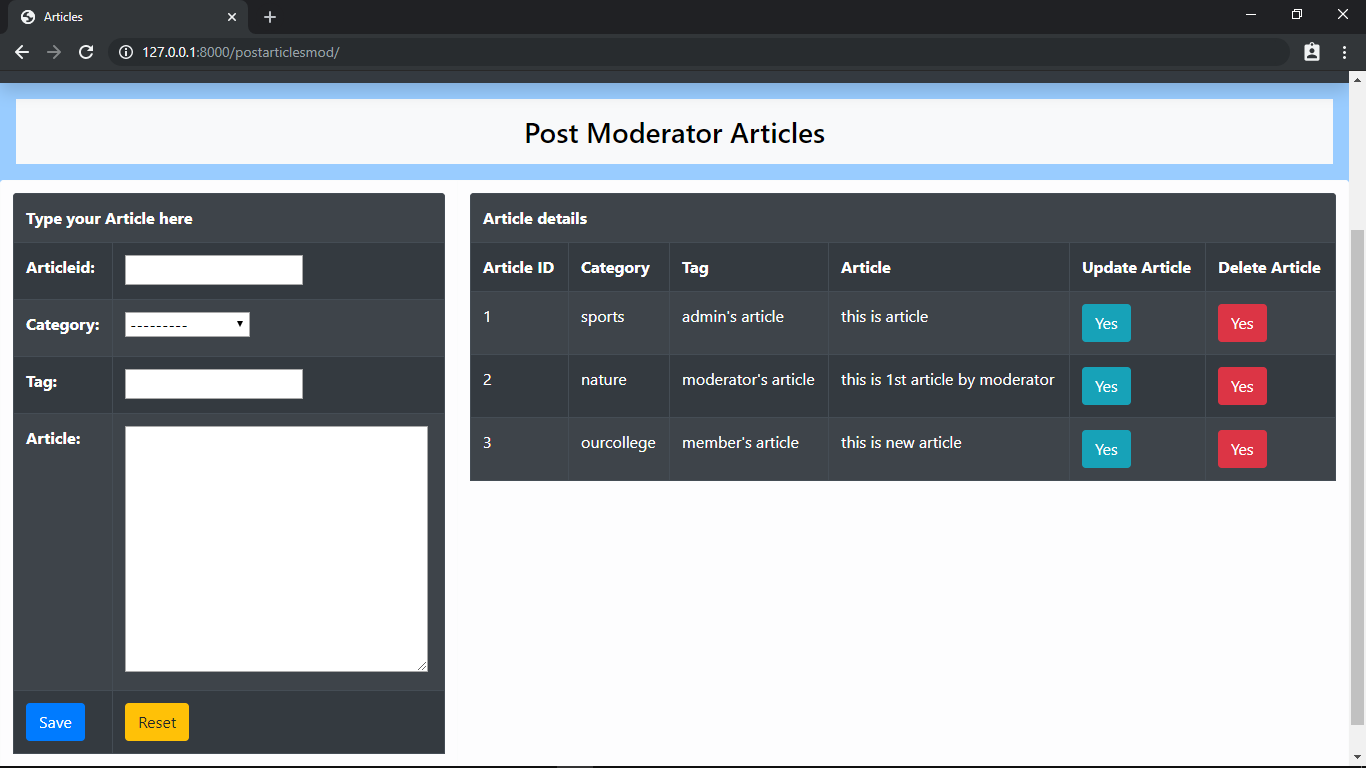 Articles
127.0.0.1:8000/postarticlesmod/
Post Moderator Articles
Type your Article here
Articleid:
Category:
---------
Tag:
Article:
Save
Reset
Article details
Article ID Category Tag Article Update Article Delete Article
1 sports admin's article this is article Yes Yes
2 nature moderator's article this is 1st article by moderator Yes Yes
3 ourcollege member's article this is new article Yes Yes